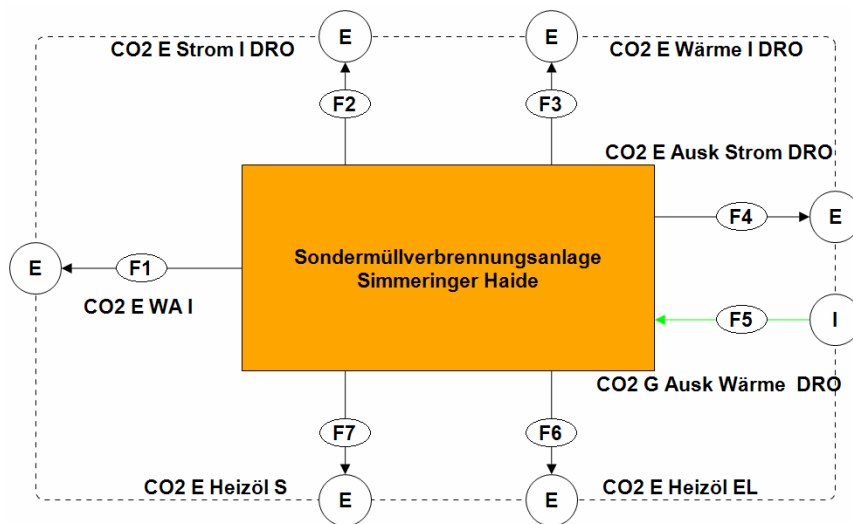 E
E
CO2 E Strom I DRO
CO2 E Wärme I DRO
F2
F3
CO2 E Ausk Strom DRO
F4
E
Sondermüllverbrennungsanlage
Simmeringer Haide
E
F1
CO2 E WA I
F5
I
CO2 G Ausk Wärme DRO
F7
F6
CO2 E Heizöl S
E
E
CO2 E Heizöl EL